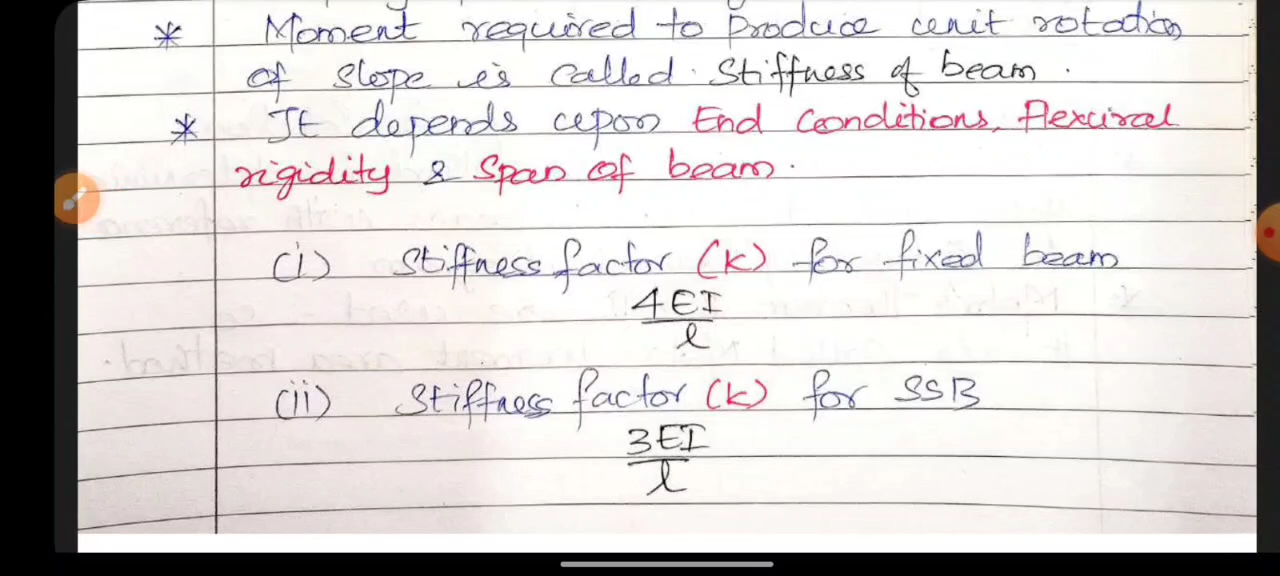 * Moment required to produce unit rotation
of slope is called. Stiffness of beam.
* It depends upon End Conditions, flexural
rigidity & Span of beam.
(i) Stiffness factor (K) for fixed beam
4EI
l
(ii) Stiffness factor (K) for SSB
3EI
l